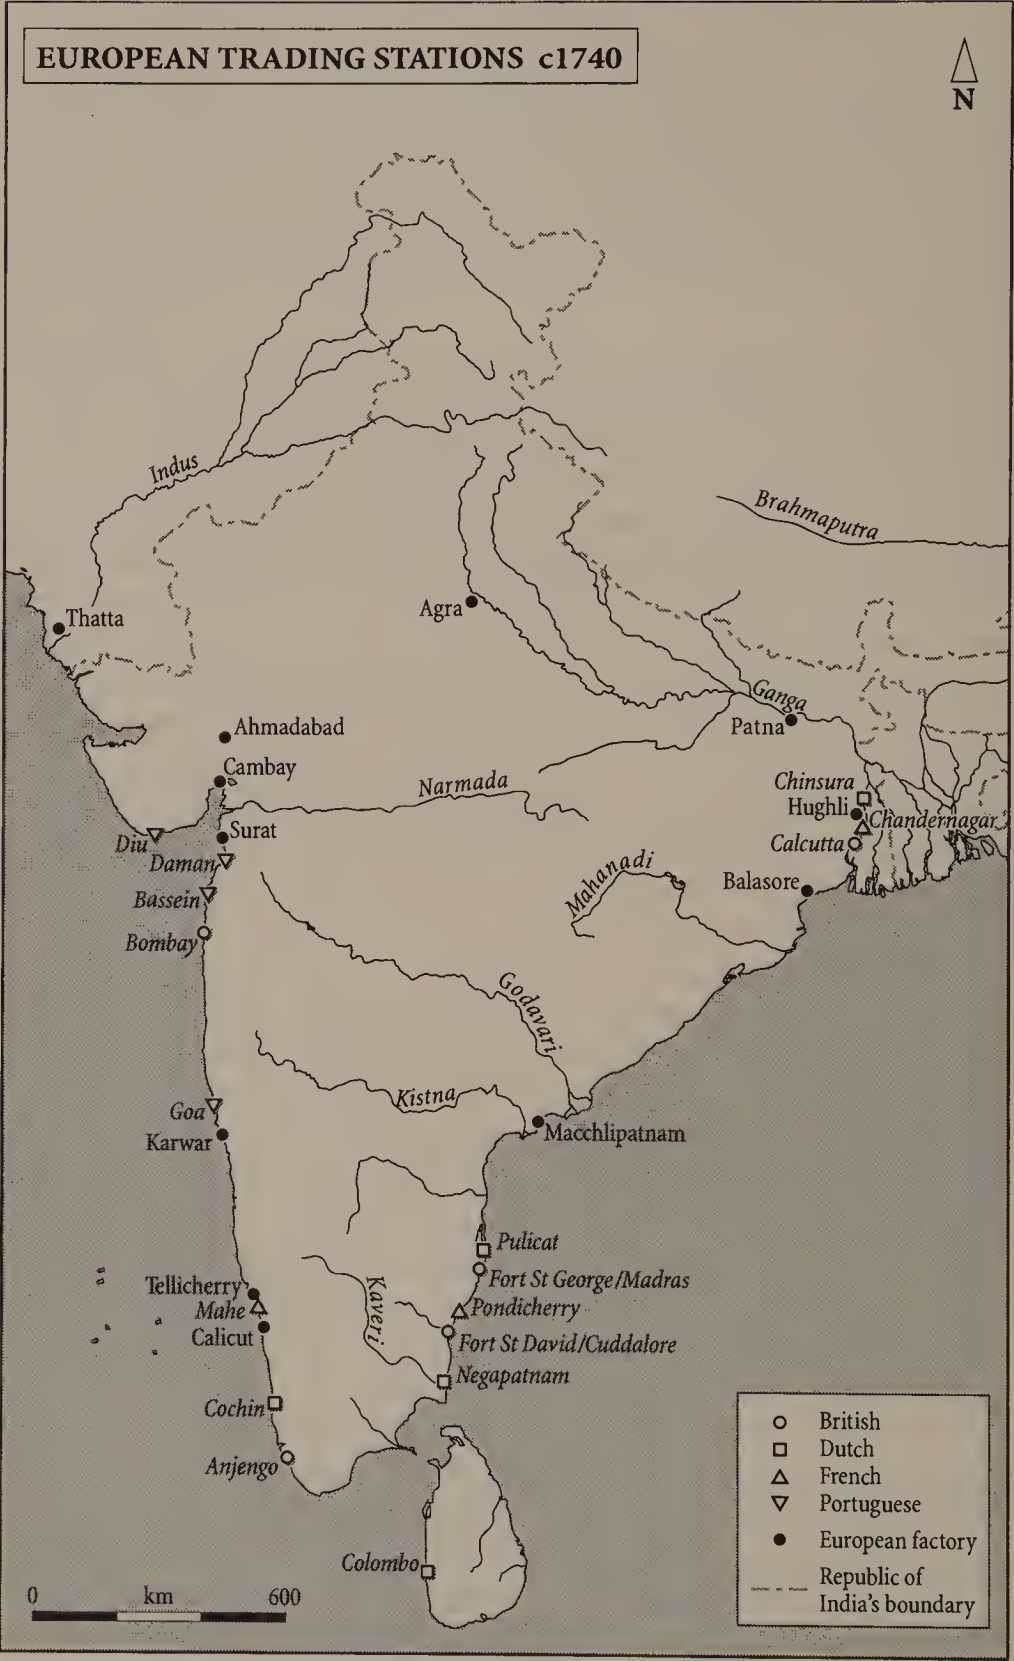 EUROPEAN TRADING STATIONS c1740
N
Indus
Brahmaputra
Thatta
Agra
Ganga
Patna
Ahmadabad
Cambay
Narmada
Chinsura
Hughli
Chandernagar
Calcutta
Diu
Surat
Daman
Bassein
Mahanadi
Balasore
Bombay
Godavari
Kistna
Goa
Karwar
Macchlipatnam
Pulicat
Fort St George/Madras
Tellicherry
Mahe
Calicut
Kaveri
Pondicherry
Fort St David/Cuddalore
Negapatnam
Cochin
Anjengo
Colombo
0 km 600
British
Dutch
French
Portuguese
European factory
Republic of
India's boundary